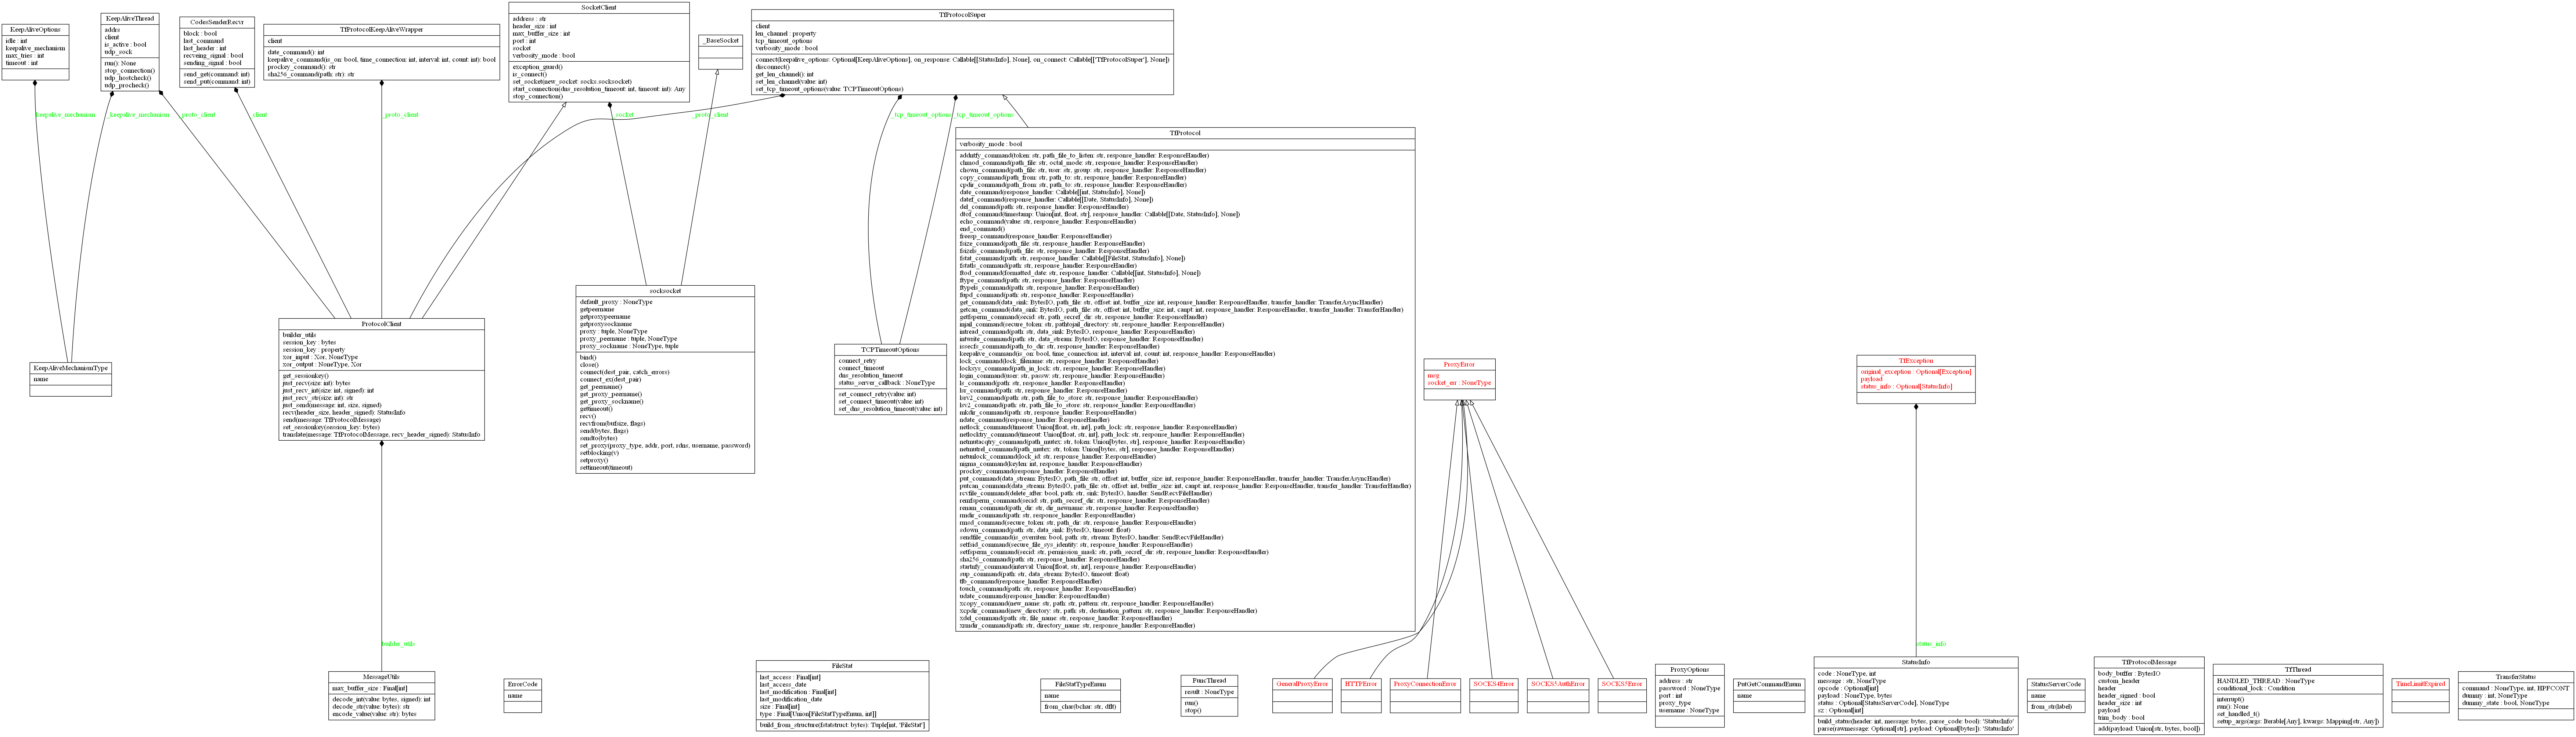 KeepAliveOptions
idle : int
keepalive_mechanism
max_tries : int
timeout : int
KeepAliveThread
addrs
client
is_active : bool
udp_sock
run(): None
stop_connection()
udp_hostcheck()
udp_procheck()
CodesSenderRecvr
block : bool
last_command
last_header : int
recveing_signal : bool
sending_signal : bool
send_get(command: int)
send_put(command: int)
TfProtocolKeepAliveWrapper
client
date_command(): int
keepalive_command(is_on: bool, time_connection: int, interval: int, count: int): bool
prockey_command(): str
sha256_command(path: str): str
SocketClient
address : str
header_size : int
max_buffer_size : int
port : int
socket
verbosity_mode : bool
exception_guard()
is_connect()
set_socket(new_socket: socks.socksocket)
start_connection(dns_resolution_timeout: int, timeout: int): Any
stop_connection()
_BaseSocket
TfProtocolSuper
client
len_channel : property
tcp_timeout_options
verbosity_mode : bool
connect(keepalive_options: Optional[KeepAliveOptions], on_response: Callable[[StatusInfo], None], on_connect: Callable[['TfProtocolSuper'], None])
disconnect()
get_len_channel(): int
set_len_channel(value: int)
set_tcp_timeout_options(value: TCPTimeoutOptions)
keepalive_mechanism
_keepalive_mechanism
_proto_client
client
_proto_client
_socket
_proto_client
_tcp_timeout_options
_tcp_timeout_options
TfProtocol
verbosity_mode : bool
addntfy_command(token: str, path_file_to_listen: str, response_handler: ResponseHandler)
chmod_command(path_file: str, octal_mode: str, response_handler: ResponseHandler)
chown_command(path_file: str, user: str, group: str, response_handler: ResponseHandler)
copy_command(path_from: str, path_to: str, response_handler: ResponseHandler)
cpdir_command(path_from: str, path_to: str, response_handler: ResponseHandler)
date_command(response_handler: Callable[[int, StatusInfo], None])
datef_command(response_handler: Callable[[Date, StatusInfo], None])
del_command(path: str, response_handler: ResponseHandler)
dtof_command(timestamp: Union[int, float, str], response_handler: Callable[[Date, StatusInfo], None])
echo_command(value: str, response_handler: ResponseHandler)
end_command()
freesp_command(response_handler: ResponseHandler)
fsize_command(path_file: str, response_handler: ResponseHandler)
fsizels_command(path_file: str, response_handler: ResponseHandler)
fstat_command(path: str, response_handler: Callable[[FileStat, StatusInfo], None])
fstatls_command(path: str, response_handler: ResponseHandler)
ftod_command(formatted_date: str, response_handler: Callable[[int, StatusInfo], None])
ftype_command(path: str, response_handler: ResponseHandler)
ftypels_command(path: str, response_handler: ResponseHandler)
fupd_command(path: str, response_handler: ResponseHandler)
get_command(data_sink: BytesIO, path_file: str, offset: int, buffer_size: int, response_handler: ResponseHandler, transfer_handler: TransferAsyncHandler)
getcan_command(data_sink: BytesIO, path_file: str, offset: int, buffer_size: int, canpt: int, response_handler: ResponseHandler, transfer_handler: TransferHandler)
getfsperm_command(secid: str, path_secref_dir: str, response_handler: ResponseHandler)
injail_command(secure_token: str, pathtojail_directory: str, response_handler: ResponseHandler)
intread_command(path: str, data_sink: BytesIO, response_handler: ResponseHandler)
intwrite_command(path: str, data_stream: BytesIO, response_handler: ResponseHandler)
issecfs_command(path_to_dir: str, response_handler: ResponseHandler)
keepalive_command(is_on: bool, time_connection: int, interval: int, count: int, response_handler: ResponseHandler)
lock_command(lock_filename: str, response_handler: ResponseHandler)
locksys_command(path_in_lock: str, response_handler: ResponseHandler)
login_command(user: str, passw: str, response_handler: ResponseHandler)
ls_command(path: str, response_handler: ResponseHandler)
lsr_command(path: str, response_handler: ResponseHandler)
lsrv2_command(path: str, path_file_to_store: str, response_handler: ResponseHandler)
lsv2_command(path: str, path_file_to_store: str, response_handler: ResponseHandler)
mkdir_command(path: str, response_handler: ResponseHandler)
ndate_command(response_handler: ResponseHandler)
netlock_command(timeout: Union[float, str, int], path_lock: str, response_handler: ResponseHandler)
netlocktry_command(timeout: Union[float, str, int], path_lock: str, response_handler: ResponseHandler)
netmutacqtry_command(path_mutex: str, token: Union[bytes, str], response_handler: ResponseHandler)
netmutrel_command(path_mutex: str, token: Union[bytes, str], response_handler: ResponseHandler)
netunlock_command(lock_id: str, response_handler: ResponseHandler)
nigma_command(keylen: int, response_handler: ResponseHandler)
prockey_command(response_handler: ResponseHandler)
put_command(data_stream: BytesIO, path_file: str, offset: int, buffer_size: int, response_handler: ResponseHandler, transfer_handler: TransferAsyncHandler)
putcan_command(data_stream: BytesIO, path_file: str, offset: int, buffer_size: int, canpt: int, response_handler: ResponseHandler, transfer_handler: TransferHandler)
rcvfile_command(delete_after: bool, path: str, sink: BytesIO, handler: SendRecvFileHandler)
remfsperm_command(secid: str, path_secref_dir: str, response_handler: ResponseHandler)
renam_command(path_dir: str, dir_newname: str, response_handler: ResponseHandler)
rmdir_command(path: str, response_handler: ResponseHandler)
rmsd_command(secure_token: str, path_dir: str, response_handler: ResponseHandler)
sdown_command(path: str, data_sink: BytesIO, timeout: float)
sendfile_command(is_overriten: bool, path: str, stream: BytesIO, handler: SendRecvFileHandler)
setfsid_command(secure_file_sys_identity: str, response_handler: ResponseHandler)
setfsperm_command(secid: str, permission_mask: str, path_secref_dir: str, response_handler: ResponseHandler)
sha256_command(path: str, response_handler: ResponseHandler)
startnfy_command(interval: Union[float, str, int], response_handler: ResponseHandler)
sup_command(path: str, data_stream: BytesIO, timeout: float)
tlb_command(response_handler: ResponseHandler)
touch_command(path: str, response_handler: ResponseHandler)
udate_command(response_handler: ResponseHandler)
xcopy_command(new_name: str, path: str, pattern: str, response_handler: ResponseHandler)
xcpdir_command(new_directory: str, path: str, destination_pattern: str, response_handler: ResponseHandler)
xdel_command(path: str, file_name: str, response_handler: ResponseHandler)
xrmdir_command(path: str, directory_name: str, response_handler: ResponseHandler)
socksocket
default_proxy : NoneType
getpeername
getproxypeername
getproxysockname
proxy : tuple, NoneType
proxy_peername : tuple, NoneType
proxy_sockname : NoneType, tuple
bind()
close()
connect(dest_pair, catch_errors)
connect_ex(dest_pair)
get_peername()
get_proxy_peername()
get_proxy_sockname()
gettimeout()
recv()
recvfrom(bufsize, flags)
send(bytes, flags)
sendto(bytes)
set_proxy(proxy_type, addr, port, rdns, username, password)
setblocking(v)
setproxy()
settimeout(timeout)
ProtocolClient
builder_utils
session_key : bytes
session_key : property
xor_input : Xor, NoneType
xor_output : NoneType, Xor
get_sessionkey()
just_recv(size: int): bytes
just_recv_int(size: int, signed): int
just_recv_str(size: int): str
just_send(message: int, size, signed)
recv(header_size, header_signed): StatusInfo
send(message: TfProtocolMessage)
set_sessionkey(session_key: bytes)
translate(message: TfProtocolMessage, recv_header_signed): StatusInfo
KeepAliveMechanismType
name
TCPTimeoutOptions
connect_retry
connect_timeout
dns_resolution_timeout
status_server_callback : NoneType
set_connect_retry(value: int)
set_connect_timeout(value: int)
set_dns_resolution_timeout(value: int)
ProxyError
msg
socket_err : NoneType
TfException
original_exception : Optional[Exception]
payload
status_info : Optional[StatusInfo]
builder_utils
status_info
MessageUtils
max_buffer_size : Final[int]
decode_int(value: bytes, signed): int
decode_str(value: bytes): str
encode_value(value: str): bytes
ErrorCode
name
FileStat
last_access : Final[int]
last_access_date
last_modification : Final[int]
last_modification_date
size : Final[int]
type : Final[Union[FileStatTypeEnum, int]]
build_from_structure(fstatstruct: bytes): Tuple[int, 'FileStat']
FileStatTypeEnum
name
from_char(bchar: str, dflt)
FuncThread
result : NoneType
run()
stop()
GeneralProxyError
HTTPError
ProxyConnectionError
SOCKS4Error
SOCKS5AuthError
SOCKS5Error
ProxyOptions
address : str
password : NoneType
port : int
proxy_type
username : NoneType
PutGetCommandEnum
name
StatusInfo
code : NoneType, int
message : str, NoneType
opcode : Optional[int]
payload : NoneType, bytes
status : Optional[StatusServerCode], NoneType
sz : Optional[int]
build_status(header: int, message: bytes, parse_code: bool): 'StatusInfo'
parse(rawmessage: Optional[str], payload: Optional[bytes]): 'StatusInfo'
StatusServerCode
name
from_str(label)
TfProtocolMessage
body_buffer : BytesIO
custom_header
header
header_signed : bool
header_size : int
payload
trim_body : bool
add(payload: Union[str, bytes, bool])
TfThread
HANDLED_THREAD : NoneType
conditional_lock : Condition
interrupt()
run(): None
set_handled_t()
setup_args(args: Iterable[Any], kwargs: Mapping[str, Any])
TimeLimitExpired
TransferStatus
command : NoneType, int, HPFCONT
dummy : int, NoneType
dummy_state : bool, NoneType